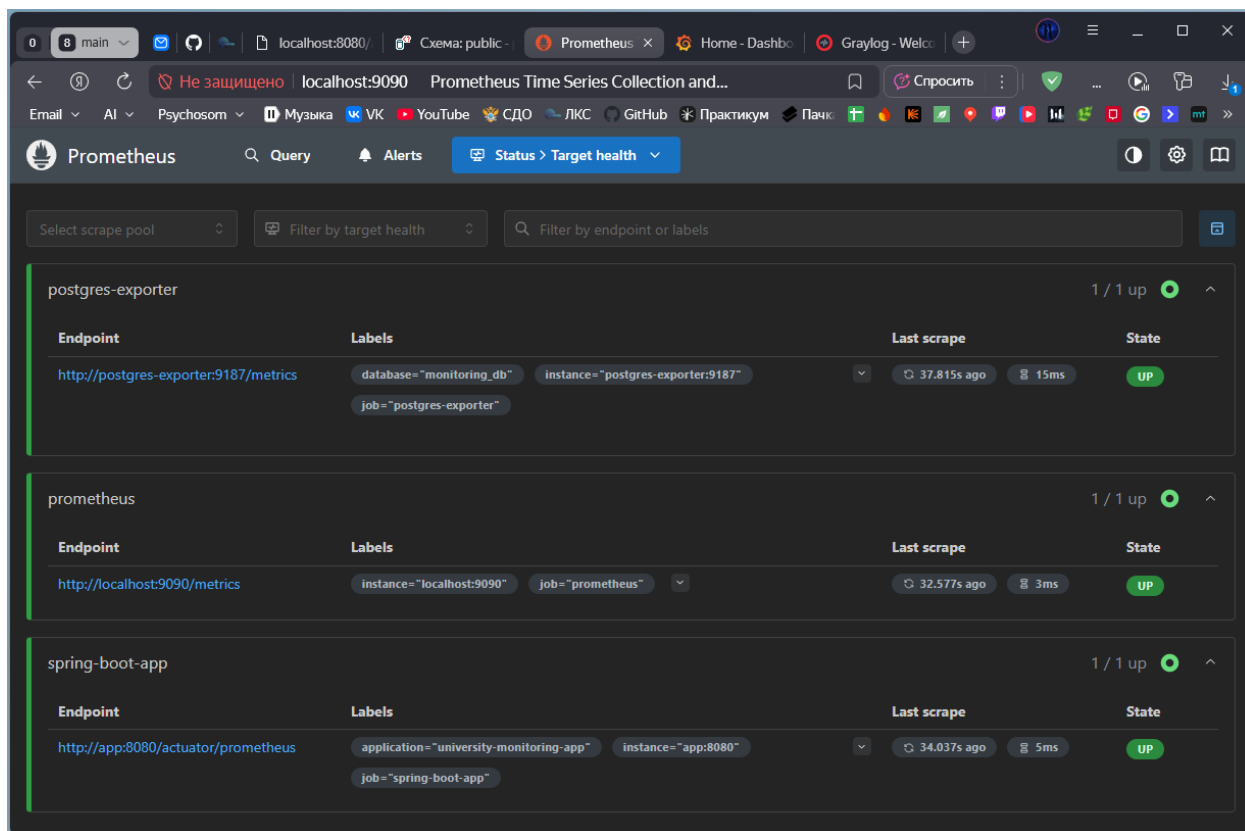 0 8 main localhost:8080/ Схема: public - Prometheus Home - Dashbo Graylog - Welco
Не защищено localhost:9090 Prometheus Time Series Collection and... Спросить ... 1
Email AI Psychosom Музыка VK YouTube СДО ЛКС GitHub Практикум Пачк
Prometheus Query Alerts Status > Target health
Select scrape pool Filter by target health Filter by endpoint or labels
postgres-exporter 1 / 1 up
Endpoint Labels Last scrape State
http://postgres-exporter:9187/metrics database="monitoring_db" instance="postgres-exporter:9187" 37.815s ago 15ms UP
job="postgres-exporter"
prometheus 1 / 1 up
Endpoint Labels Last scrape State
http://localhost:9090/metrics instance="localhost:9090" job="prometheus" 32.577s ago 3ms UP
spring-boot-app 1 / 1 up
Endpoint Labels Last scrape State
http://app:8080/actuator/prometheus application="university-monitoring-app" instance="app:8080" 34.037s ago 5ms UP
job="spring-boot-app"